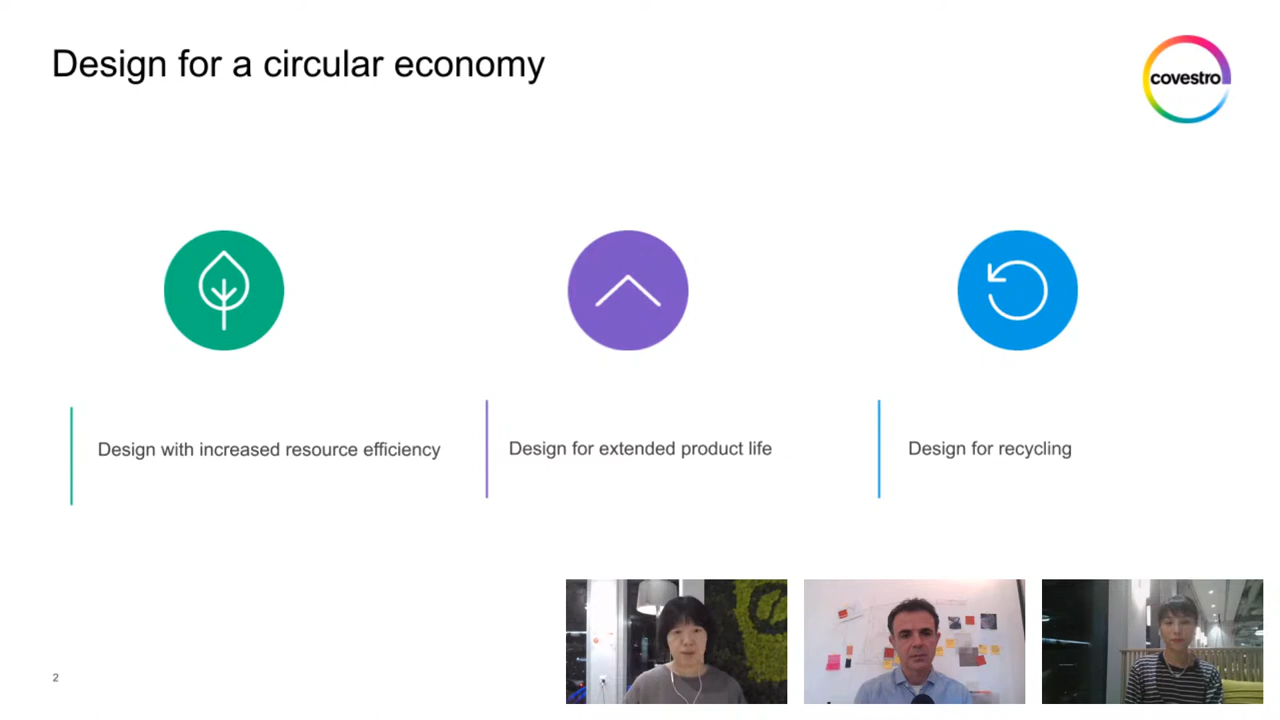 Design for a circular economy
covestro
Design with increased resource efficiency
Design for extended product life
Design for recycling
2